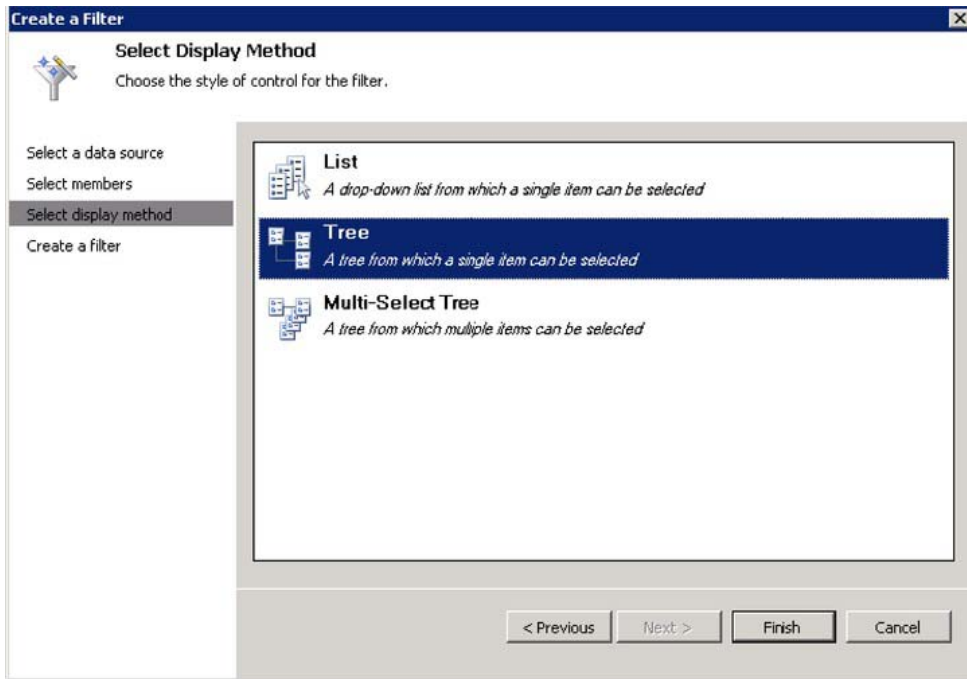 Create a Filter
Select Display Method
Choose the style of control for the filter.
Select a data source
Select members
Select display method
Create a filter
List
A drop-down list from which a single item can be selected
Tree
A tree from which a single item can be selected
Multi-Select Tree
A tree from which multiple items can be selected
< Previous
Next >
Finish
Cancel